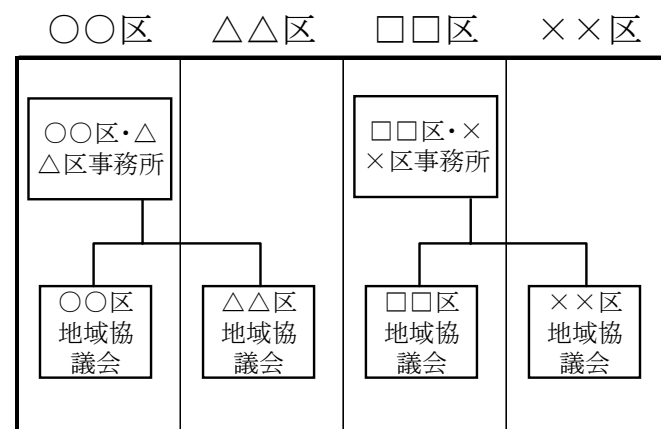 ○○区 △△区 □□区 ××区
○○区・△
△区事務所
□□区・×
×区事務所
○○区
地域協
議会
△△区
地域協
議会
□□区
地域協
議会
××区
地域協
議会